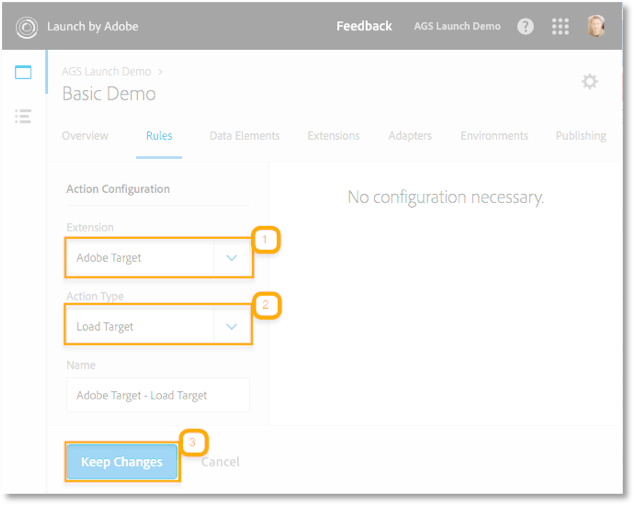 Launch by Adobe
Feedback
AGS Launch Demo
?
AGS Launch Demo >
Basic Demo
Overview
Rules
Data Elements
Extensions
Adapters
Environments
Publishing
Action Configuration
No configuration necessary.
Extension
1
Adobe Target
Action Type
2
Load Target
Name
Adobe Target - Load Target
3
Keep Changes
Cancel